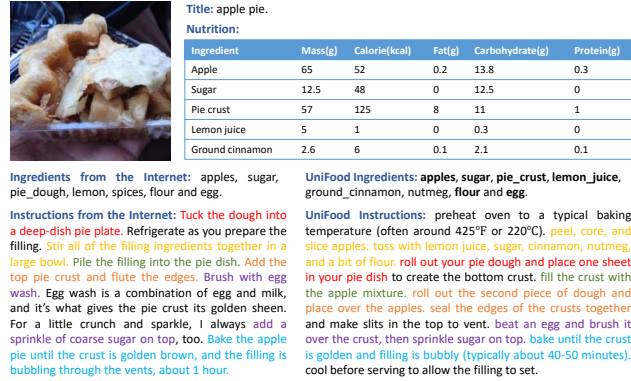 Title: apple pie.
Nutrition:
Ingredient Mass(g) Calorie(kcal) Fat(g) Carbohydrate(g) Protein(g)
Apple 65 52 0.2 13.8 0.3
Sugar 12.5 48 0 12.5 0
Pie crust 57 125 8 11 1
Lemon juice 5 1 0 0.3 0
Ground cinnamon 2.6 6 0.1 2.1 0.1
Ingredients from the Internet: apples, sugar,
pie_dough, lemon, spices, flour and egg.
Instructions from the Internet: Tuck the dough into
a deep-dish pie plate. Refrigerate as you prepare the
filling. Stir all of the filling ingredients together in a
large bowl. Pile the filling into the pie dish. Add the
top pie crust and flute the edges. Brush with egg
wash. Egg wash is a combination of egg and milk,
and it's what gives the pie crust its golden sheen.
For a little crunch and sparkle, I always add a
sprinkle of coarse sugar on top, too. Bake the apple
pie until the crust is golden brown, and the filling is
bubbling through the vents, about 1 hour.
UniFood Ingredients: apples, sugar, pie_crust, lemon_juice,
ground_cinnamon, nutmeg, flour and egg.
UniFood Instructions: preheat oven to a typical baking
temperature (often around 425°F or 220°C). peel, core, and
slice apples. toss with lemon juice, sugar, cinnamon, nutmeg,
and a bit of flour. roll out your pie dough and place one sheet
in your pie dish to create the bottom crust. fill the crust with
the apple mixture. roll out the second piece of dough and
place over the apples. seal the edges of the crusts together
and make slits in the top to vent. beat an egg and brush it
over the crust, then sprinkle sugar on top. bake until the crust
is golden and filling is bubbly (typically about 40-50 minutes).
cool before serving to allow the filling to set.